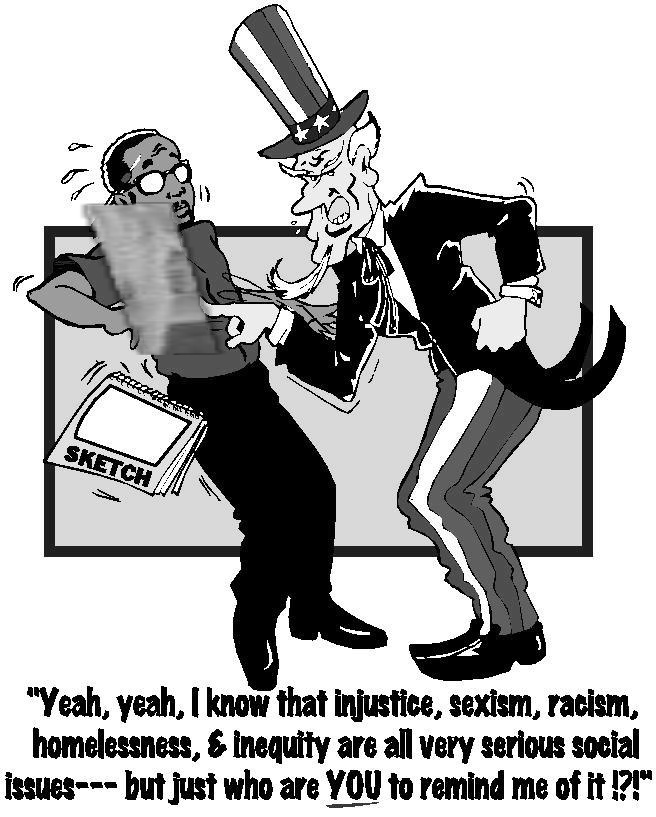 SKETCH
"Yeah, yeah, I know that injustice, sexism, racism,
homelessness, & inequity are all very serious social
issues--- but just who are YOU to remind me of it !?!"